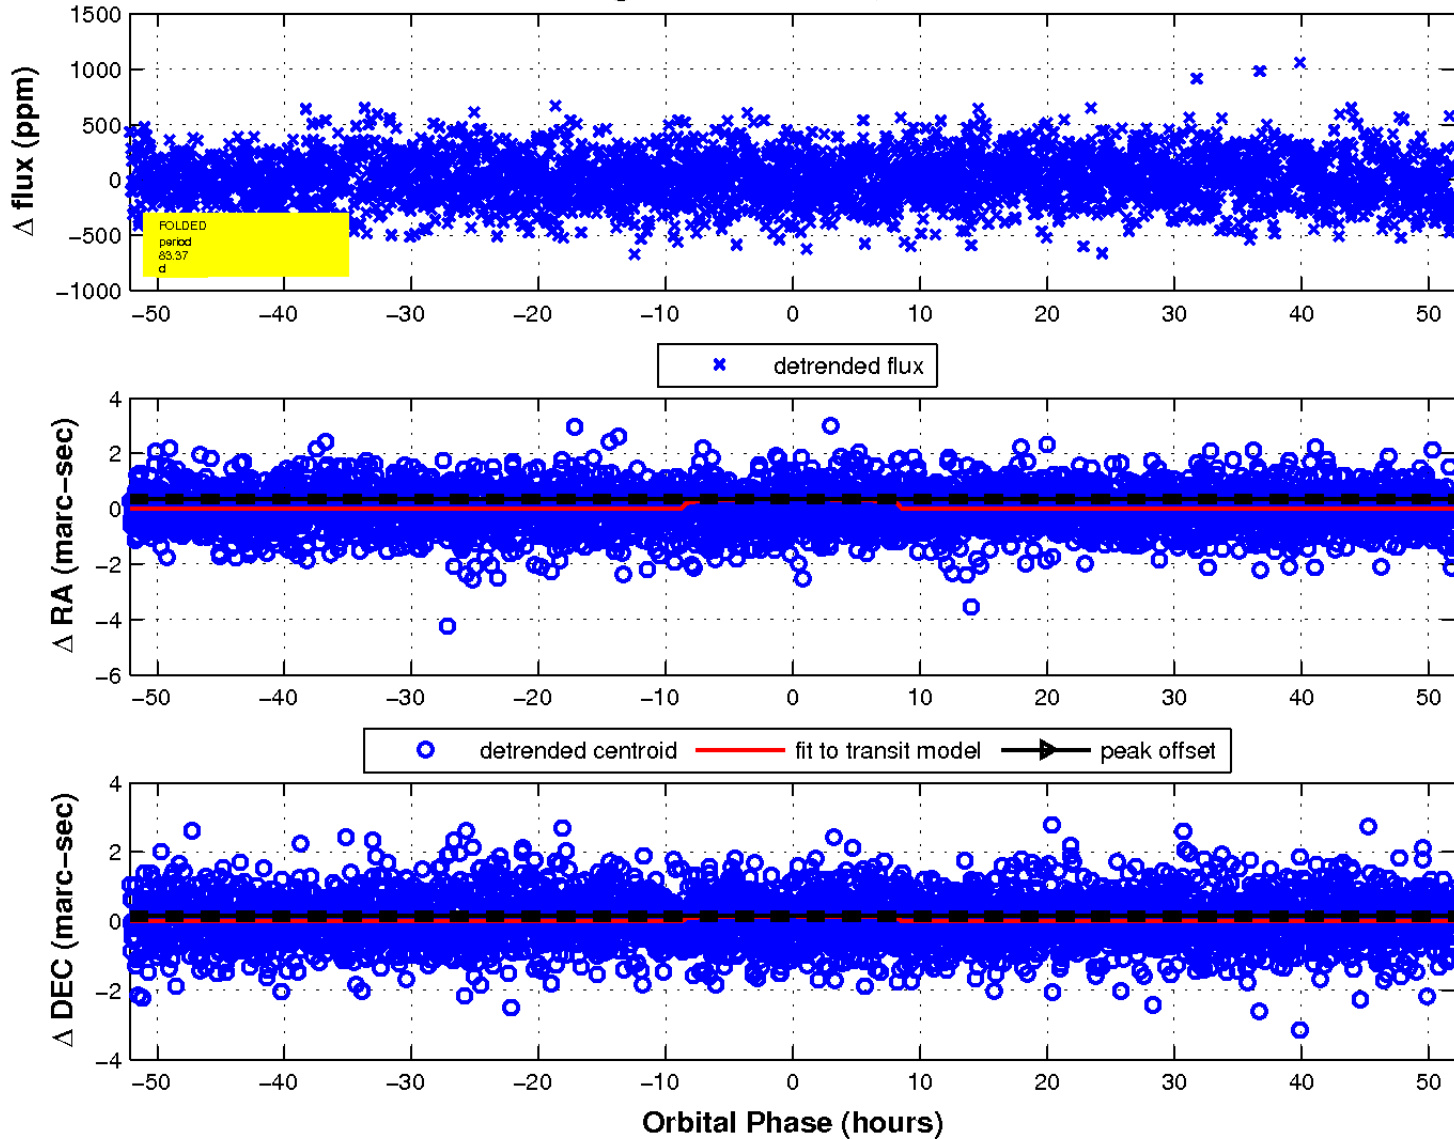 1500
1000
500
0
−500
−1000
Δ flux (ppm)
FOLDED
period
83.37
d
−50 −40 −30 −20 −10 0 10 20 30 40 50
detrended flux
4
2
0
−2
−4
−6
Δ RA (marc−sec)
−50 −40 −30 −20 −10 0 10 20 30 40 50
detrended centroid fit to transit model peak offset
4
2
0
−2
−4
Δ DEC (marc−sec)
−50 −40 −30 −20 −10 0 10 20 30 40 50
Orbital Phase (hours)